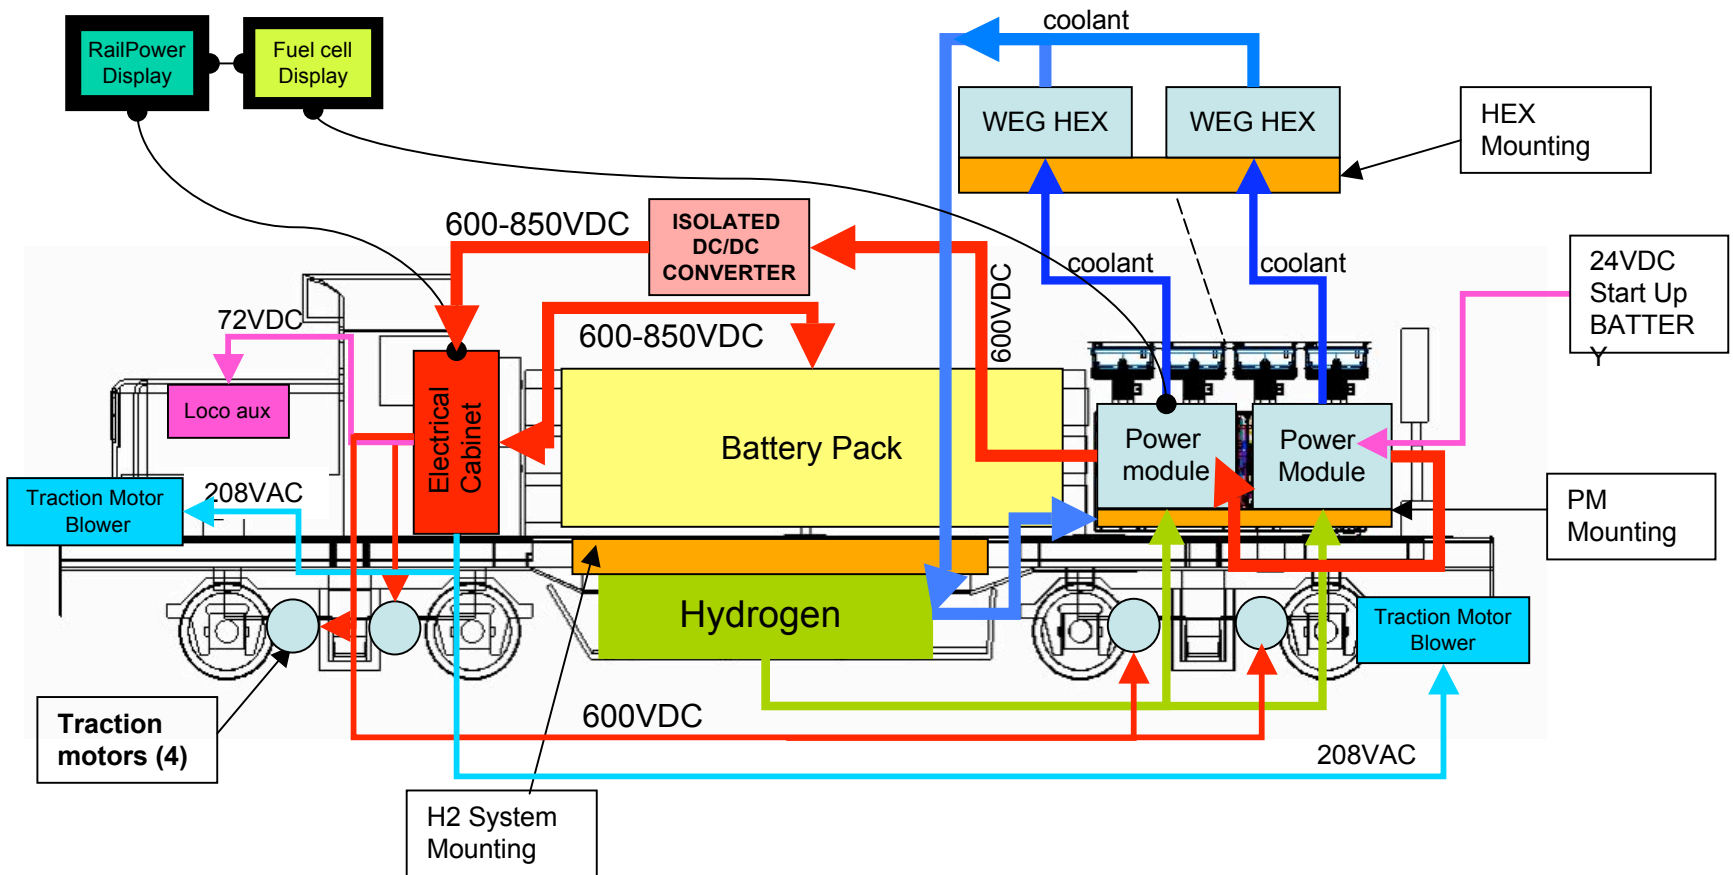 coolant
RailPower
Display
Fuel cell
Display
WEG HEX
WEG HEX
HEX
Mounting
600-850VDC
ISOLATED
DC/DC
CONVERTER
coolant
coolant
24VDC
Start Up
BATTER
Y
72VDC
600-850VDC
600VDC
Loco aux
Electrical
Cabinet
Battery Pack
Power
module
Power
Module
Traction Motor
Blower
208VAC
PM
Mounting
Hydrogen
Traction Motor
Blower
Traction
motors (4)
600VDC
208VAC
H2 System
Mounting